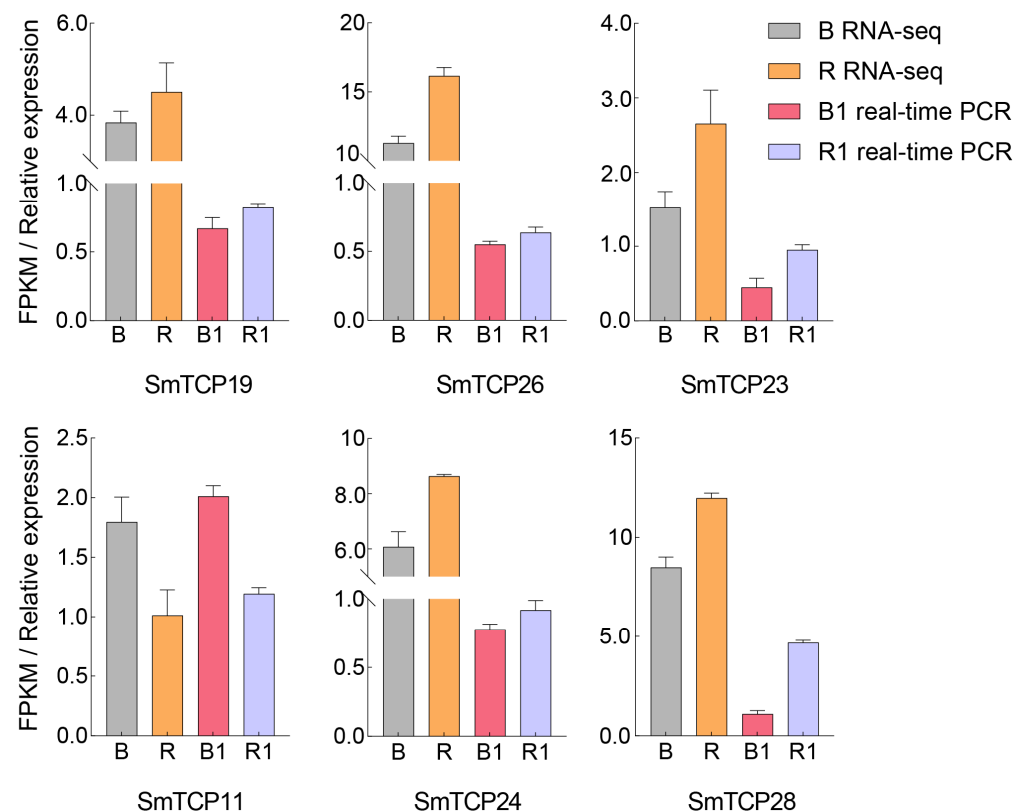 FPKM / Relative expression
6.0
4.0
1.0
0.5
0.0
B R B1 R1
SmTCP19
20
15
10
1.0
0.5
0.0
B R B1 R1
SmTCP26
4.0
3.0
2.0
1.0
0.0
B R B1 R1
SmTCP23
B RNA-seq
R RNA-seq
B1 real-time PCR
R1 real-time PCR
FPKM / Relative expression
2.5
2.0
1.5
1.0
0.5
0.0
B R B1 R1
SmTCP11
10
8.0
6.0
1.0
0.5
0.0
B R B1 R1
SmTCP24
15
10
5.0
0.0
B R B1 R1
SmTCP28